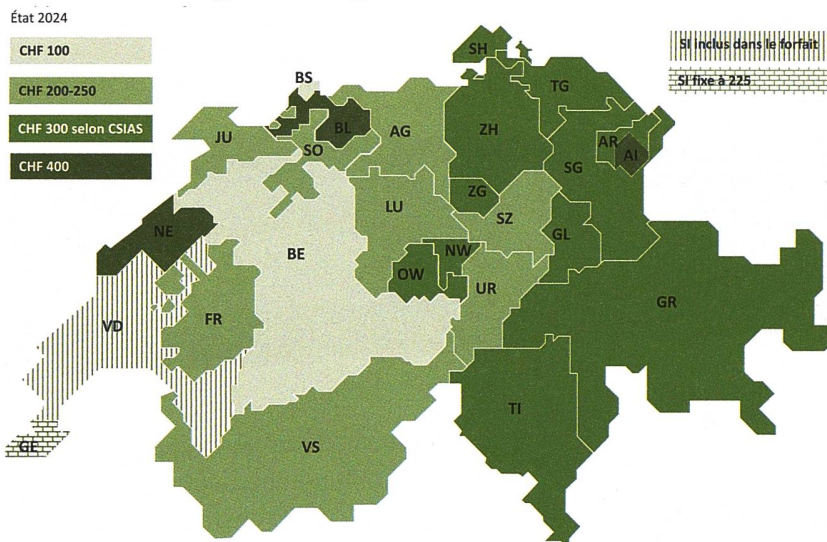 État 2024
CHF 100
CHF 200-250
CHF 300 selon CSIAS
CHF 400
SI inclus dans le forfait
SI fixe à 225
SH
BS
TG
BL
JU
SO
AG
ZH
AR
AI
SG
ZG
LU
SZ
NE
GL
NW
OW
BE
UR
GR
FR
VD
TI
GE
VS